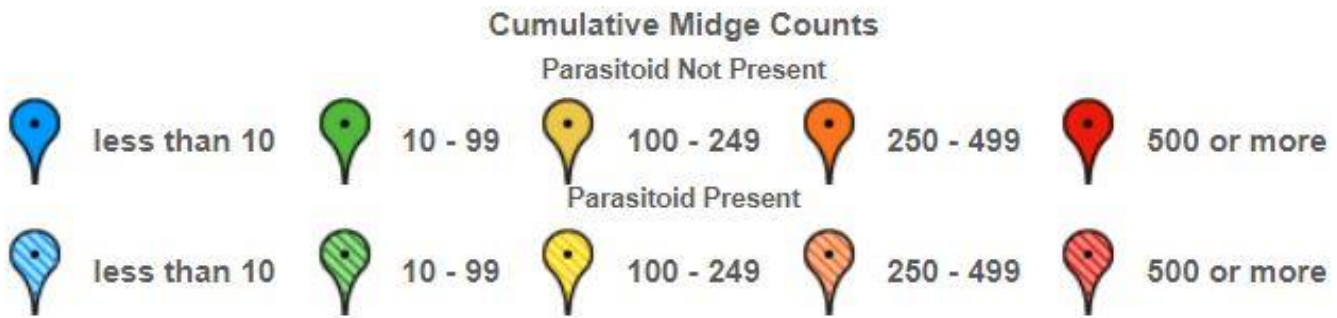 Cumulative Midge Counts
Parasitoid Not Present
less than 10 10 - 99 100 - 249 250 - 499 500 or more
Parasitoid Present
less than 10 10 - 99 100 - 249 250 - 499 500 or more